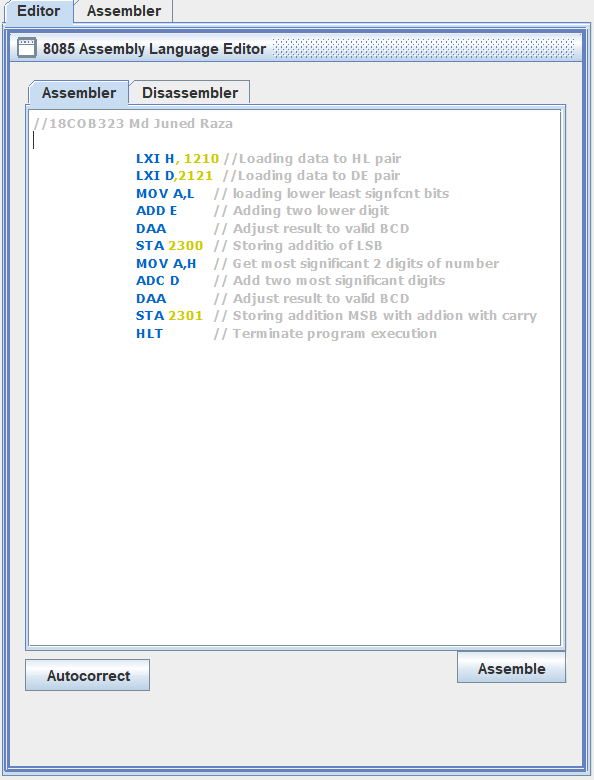 Editor Assembler
8085 Assembly Language Editor
Assembler Disassembler
//18COB323 Md Juned Raza
LXI H, 1210 //Loading data to HL pair
LXI D,2121 //Loading data to DE pair
MOV A,L // loading lower least signfcnt bits
ADD E // Adding two lower digit
DAA // Adjust result to valid BCD
STA 2300 // Storing additio of LSB
MOV A,H // Get most significant 2 digits of number
ADC D // Add two most significant digits
DAA // Adjust result to valid BCD
STA 2301 // Storing addition MSB with addion with carry
HLT // Terminate program execution
Autocorrect Assemble